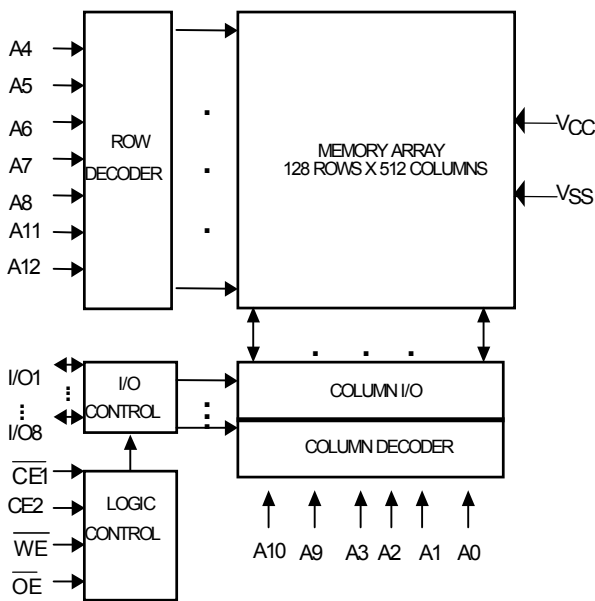 A4
A5
A6
A7
A8
A11
A12
ROW
DECODER
MEMORY ARRAY
128 ROWS X 512 COLUMNS
VCC
VSS
I/O1
I/O8
I/O
CONTROL
COLUMN I/O
COLUMN DECODER
CE1
CE2
WE
OE
LOGIC
CONTROL
A10 A9 A3 A2 A1 A0